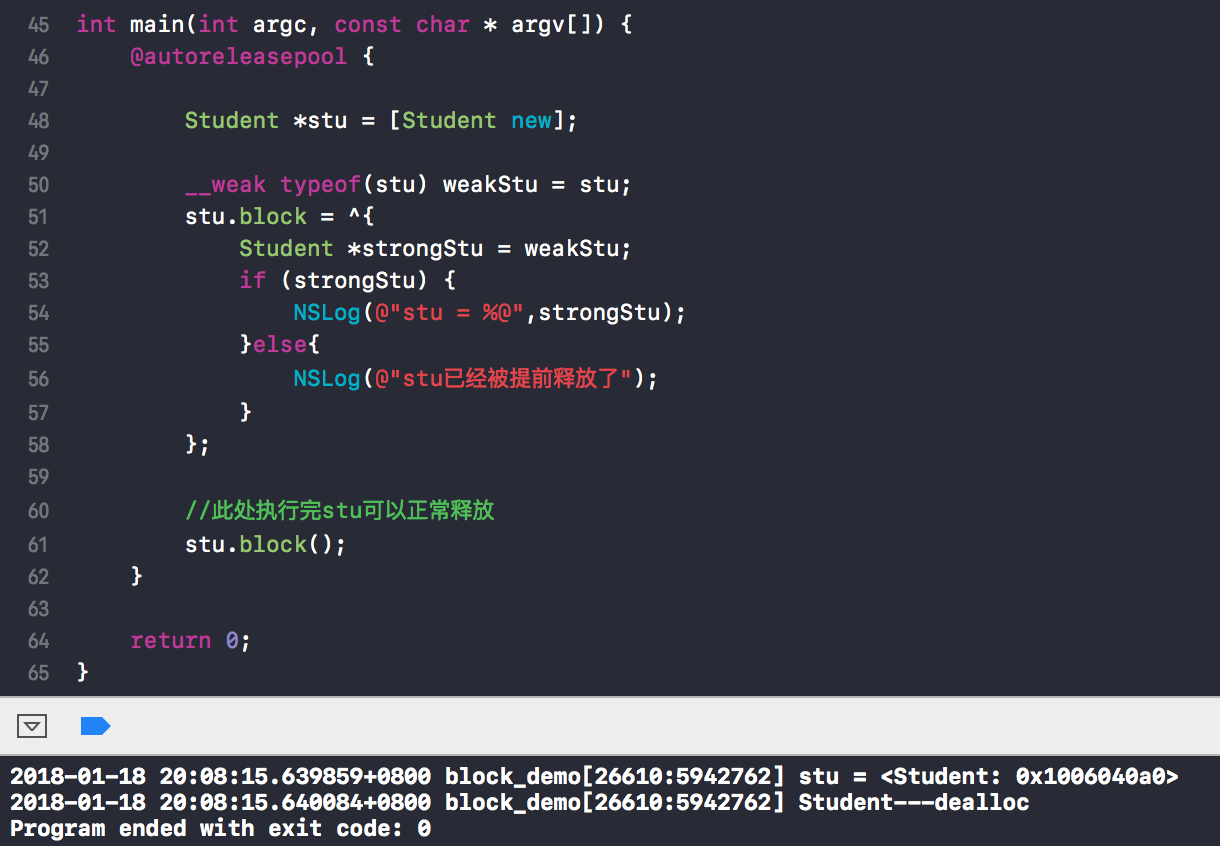 45 int main(int argc, const char * argv[]) {
46     @autoreleasepool {
47
48         Student *stu = [Student new];
49
50         __weak typeof(stu) weakStu = stu;
51         stu.block = ^{
52             Student *strongStu = weakStu;
53             if (strongStu) {
54                 NSLog(@"stu = %@",strongStu);
55             }else{
56                 NSLog(@"stu已经被提前释放了");
57             }
58         };
59
60         //此处执行完stu可以正常释放
61         stu.block();
62     }
63
64     return 0;
65 }
2018-01-18 20:08:15.639859+0800 block_demo[26610:5942762] stu = <Student: 0x1006040a0>
2018-01-18 20:08:15.640084+0800 block_demo[26610:5942762] Student---dealloc
Program ended with exit code: 0